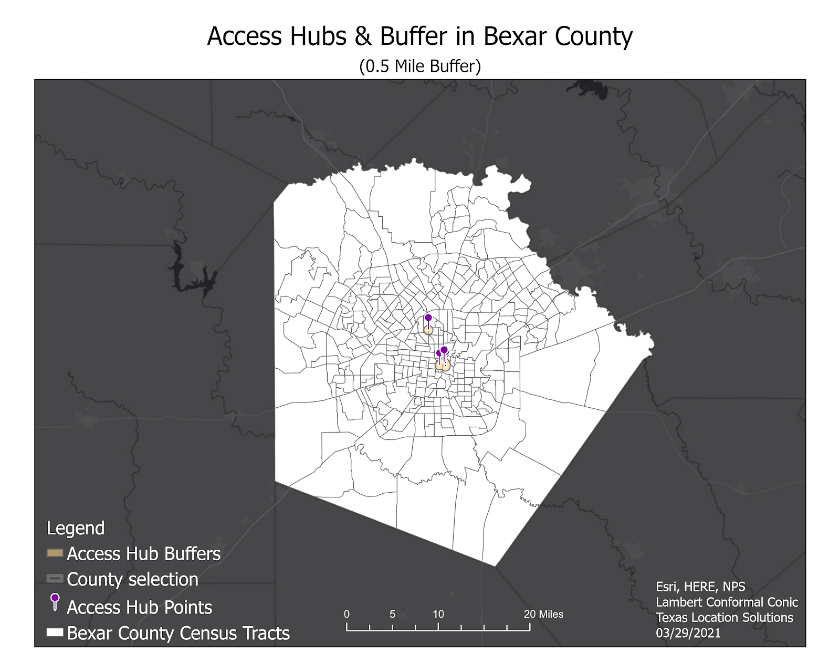 Access Hubs & Buffer in Bexar County
(0.5 Mile Buffer)
Legend
Access Hub Buffers
County selection
Access Hub Points
Bexar County Census Tracts
0 5 10 20 Miles
Esri, HERE, NPS
Lambert Conformal Conic
Texas Location Solutions
03/29/2021